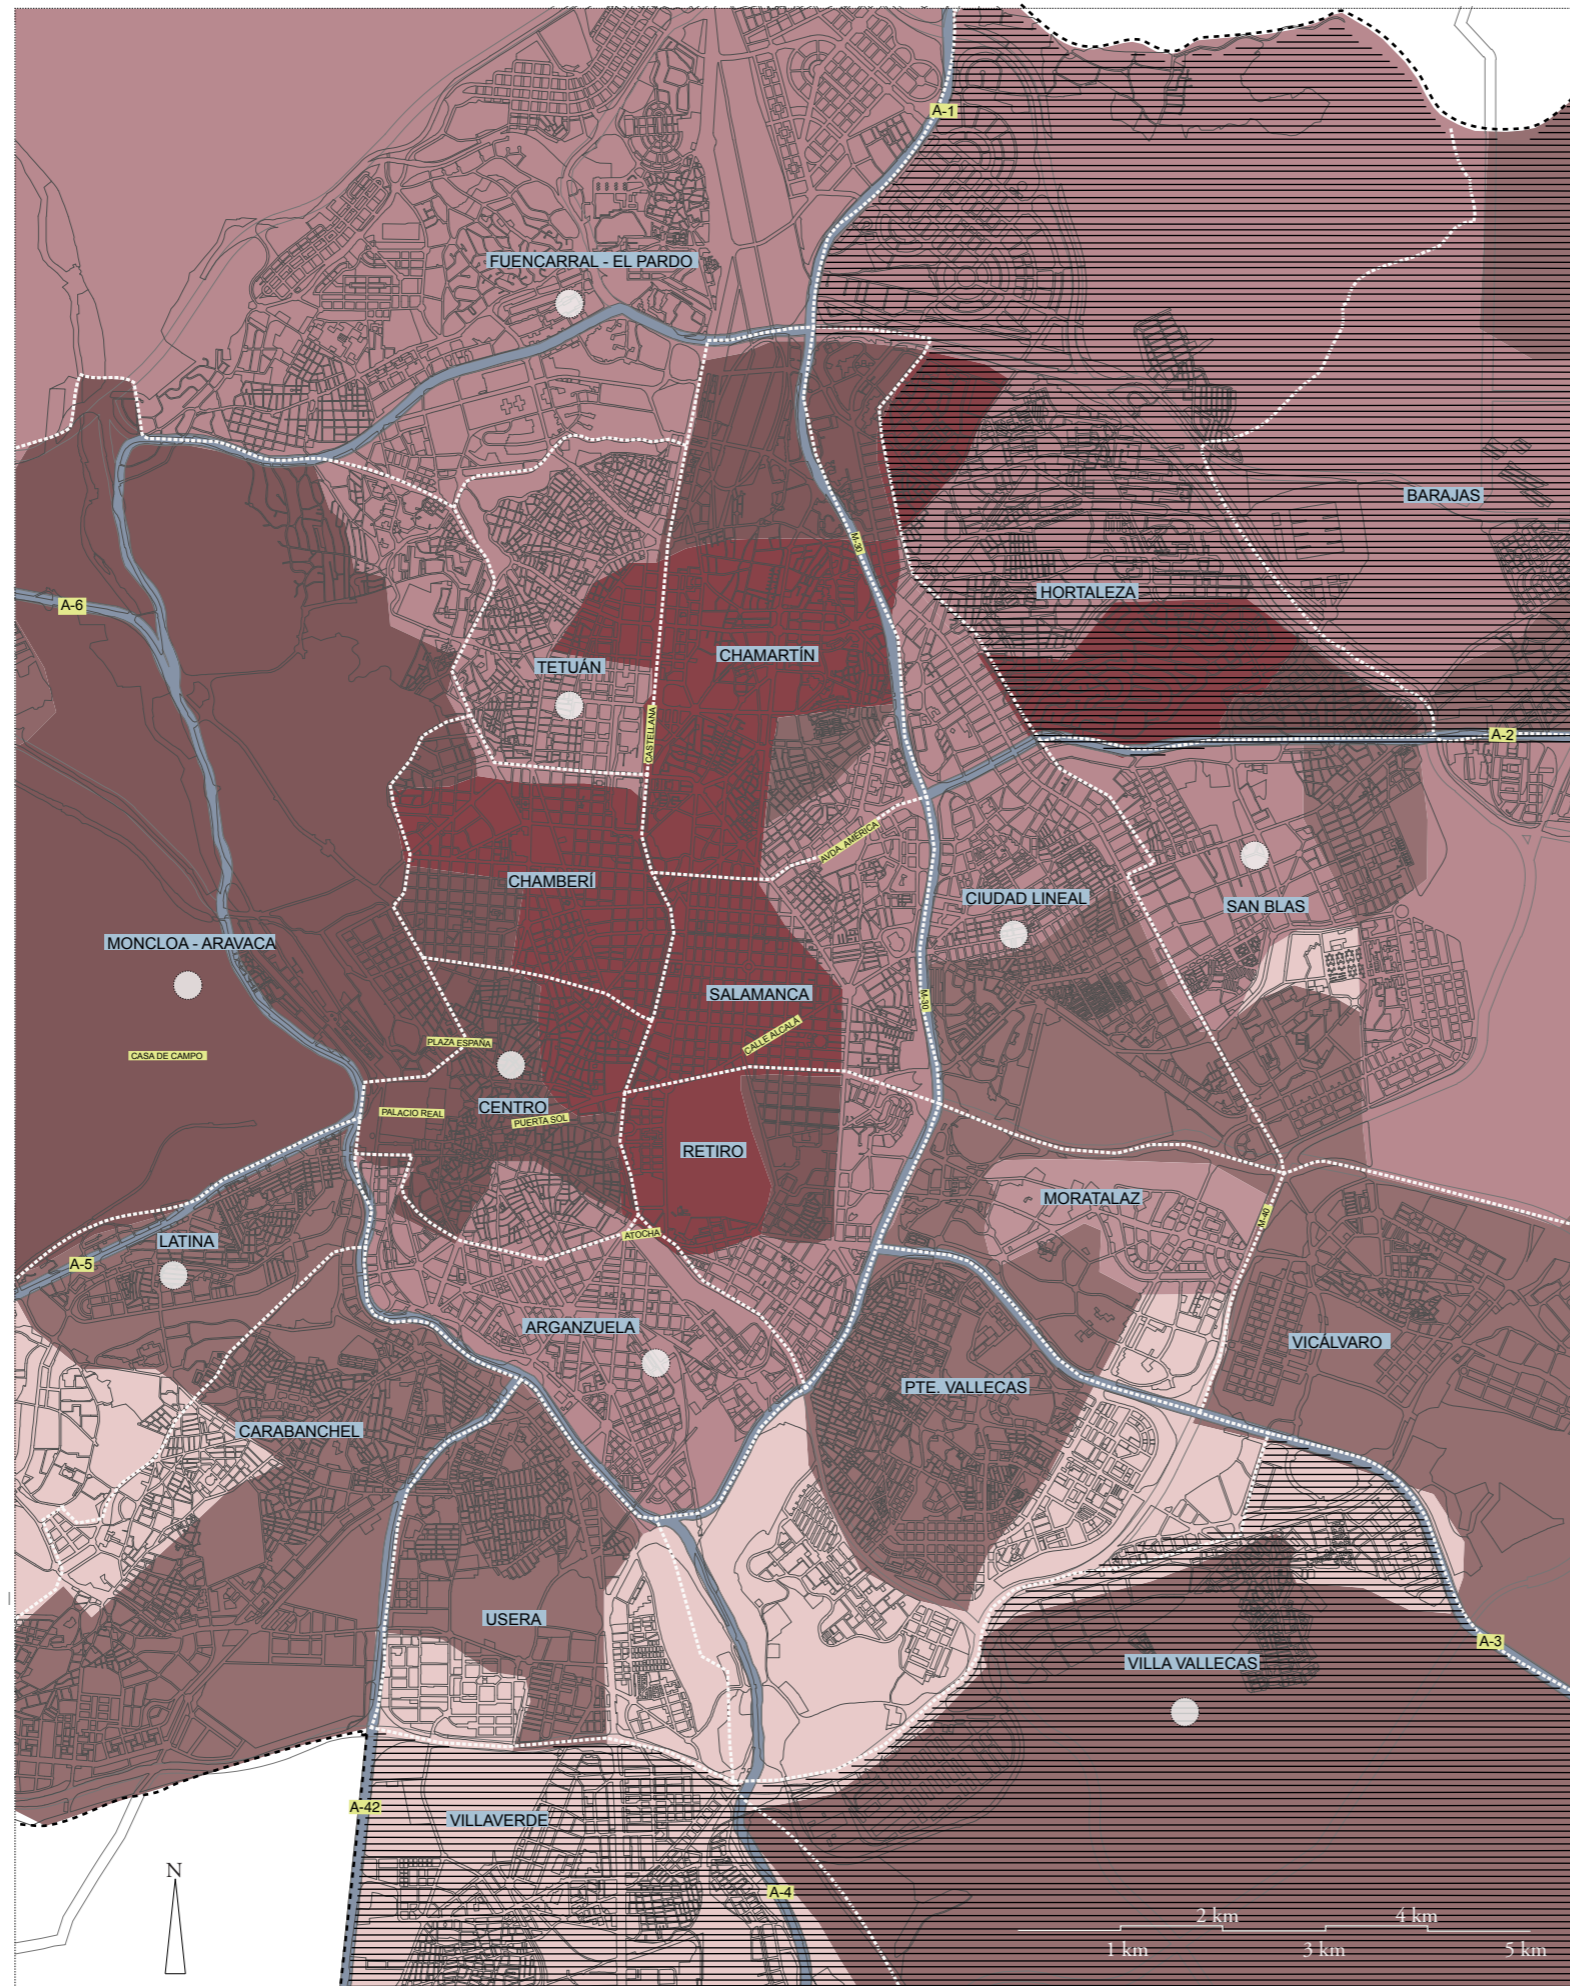 A-1
FUENCARRAL - EL PARDO
BARAJAS
M-30
HORTALEZA
A-6
CHAMARTÍN
TETUÁN
CASTELLANA
A-2
AVDA. AMÉRICA
CHAMBERÍ
CIUDAD LINEAL
SAN BLAS
MONCLOA - ARAVACA
SALAMANCA
M-30
CALLE ALCALA
PLAZA ESPAÑA
CASA DE CAMPO
CENTRO
PALACIO REAL
PUERTA SOL
RETIRO
MORATALAZ
M-40
ATOCHA
LATINA
A-5
ARGANZUELA
VICÁLVARO
PTE. VALLECAS
CARABANCHEL
USERA
A-3
VILLA VALLECAS
A-42
VILLAVERDE
N
A-4
2 km
4 km
1 km
3 km
5 km